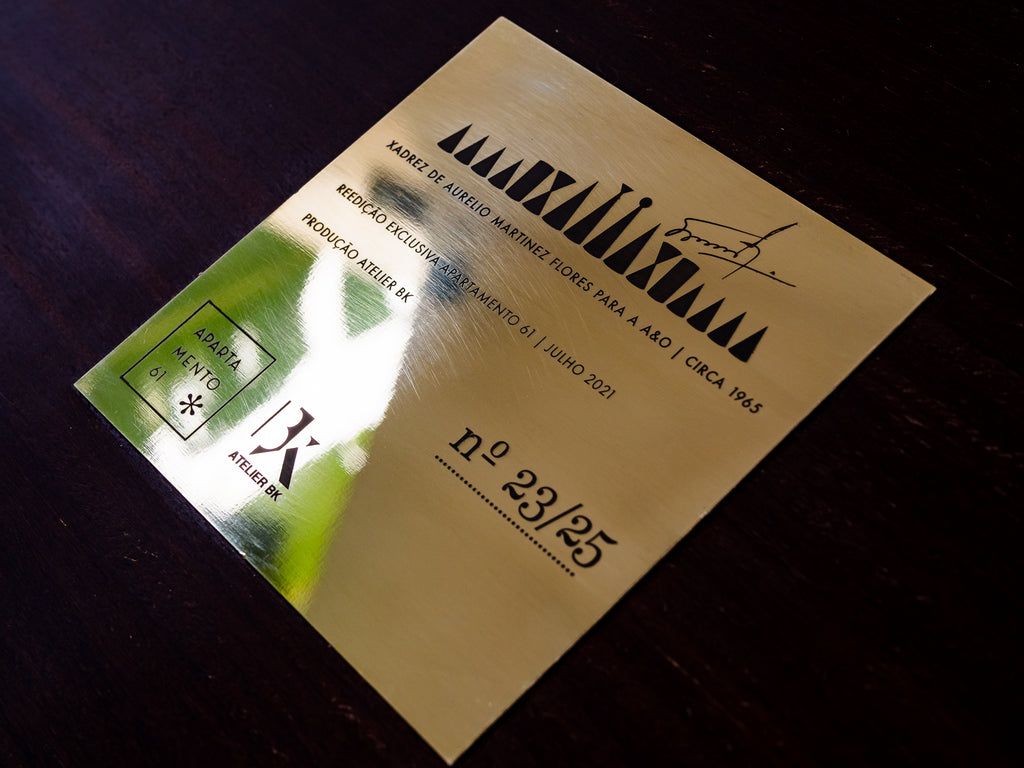 XADREZ DE AURELIO MARTINEZ FLORES PARA A A&O | CIRCA 1965
REEDIÇÃO EXCLUSIVA APARTAMENTO 61 | JULHO 2021
PRODUÇÃO ATELIER BK
APARTA
MENTO
61 *
BK
ATELIER BK
nº 23/25